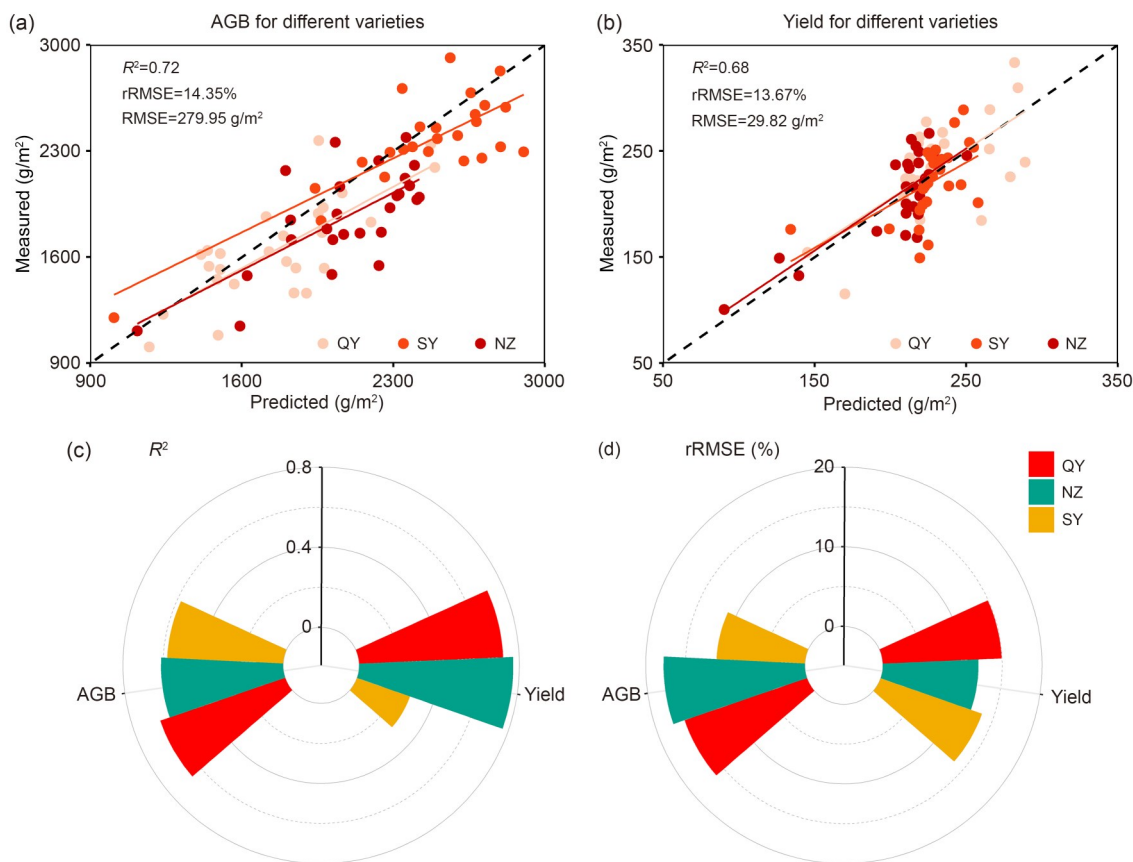 (a) AGB for different varieties
3000
2300
1600
900
Measured (g/m²)
R²=0.72
rRMSE=14.35%
RMSE=279.95 g/m²
QY SY NZ
900 1600 2300 3000
Predicted (g/m²)
(b) Yield for different varieties
350
250
150
50
Measured (g/m²)
R²=0.68
rRMSE=13.67%
RMSE=29.82 g/m²
QY SY NZ
50 150 250 350
Predicted (g/m²)
(c) R²
0.8
0.4
0
AGB Yield
(d) rRMSE (%)
20
10
0
AGB Yield
QY
NZ
SY